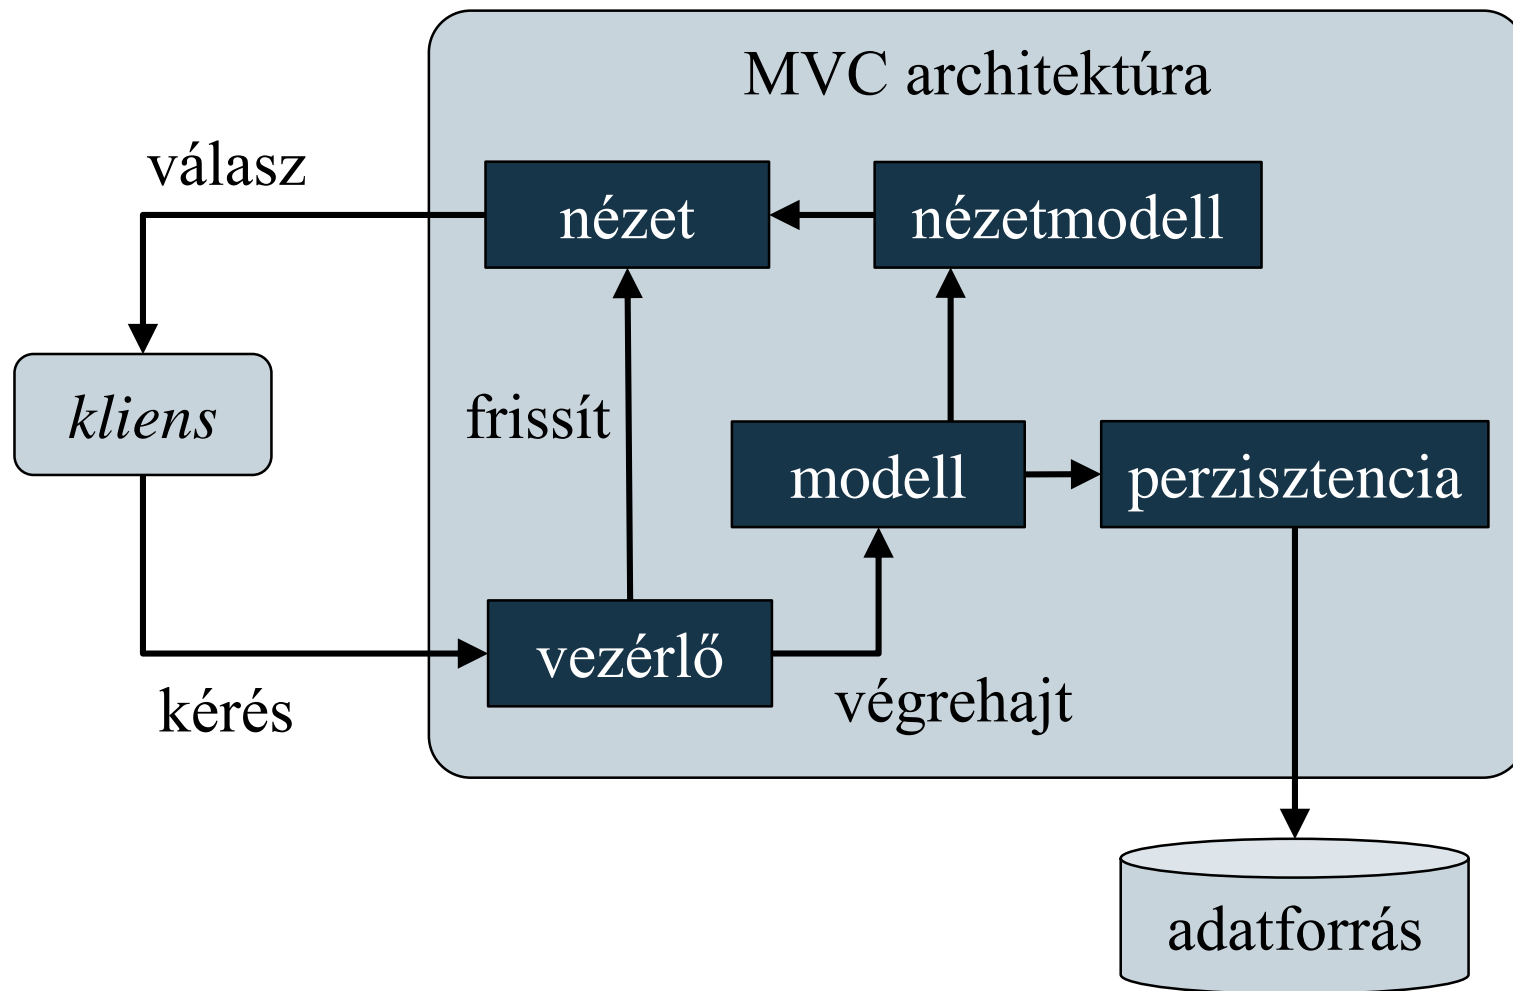 MVC architektúra
válasz
nézet
nézetmodell
kliens
frissít
modell
perzisztencia
vezérlő
végrehajt
kérés
adatforrás